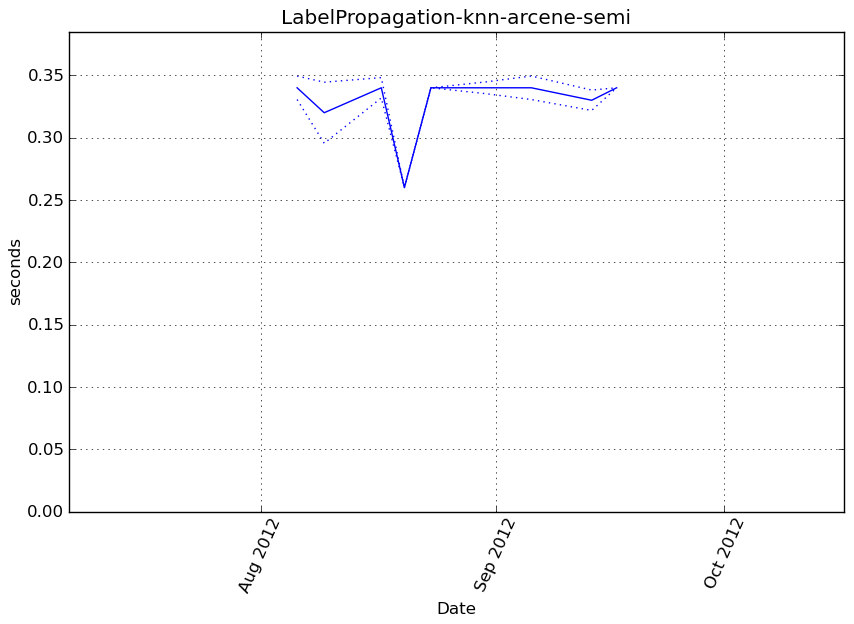 LabelPropagation-knn-arcene-semi
seconds
0.35
0.30
0.25
0.20
0.15
0.10
0.05
0.00
Aug 2012
Sep 2012
Oct 2012
Date